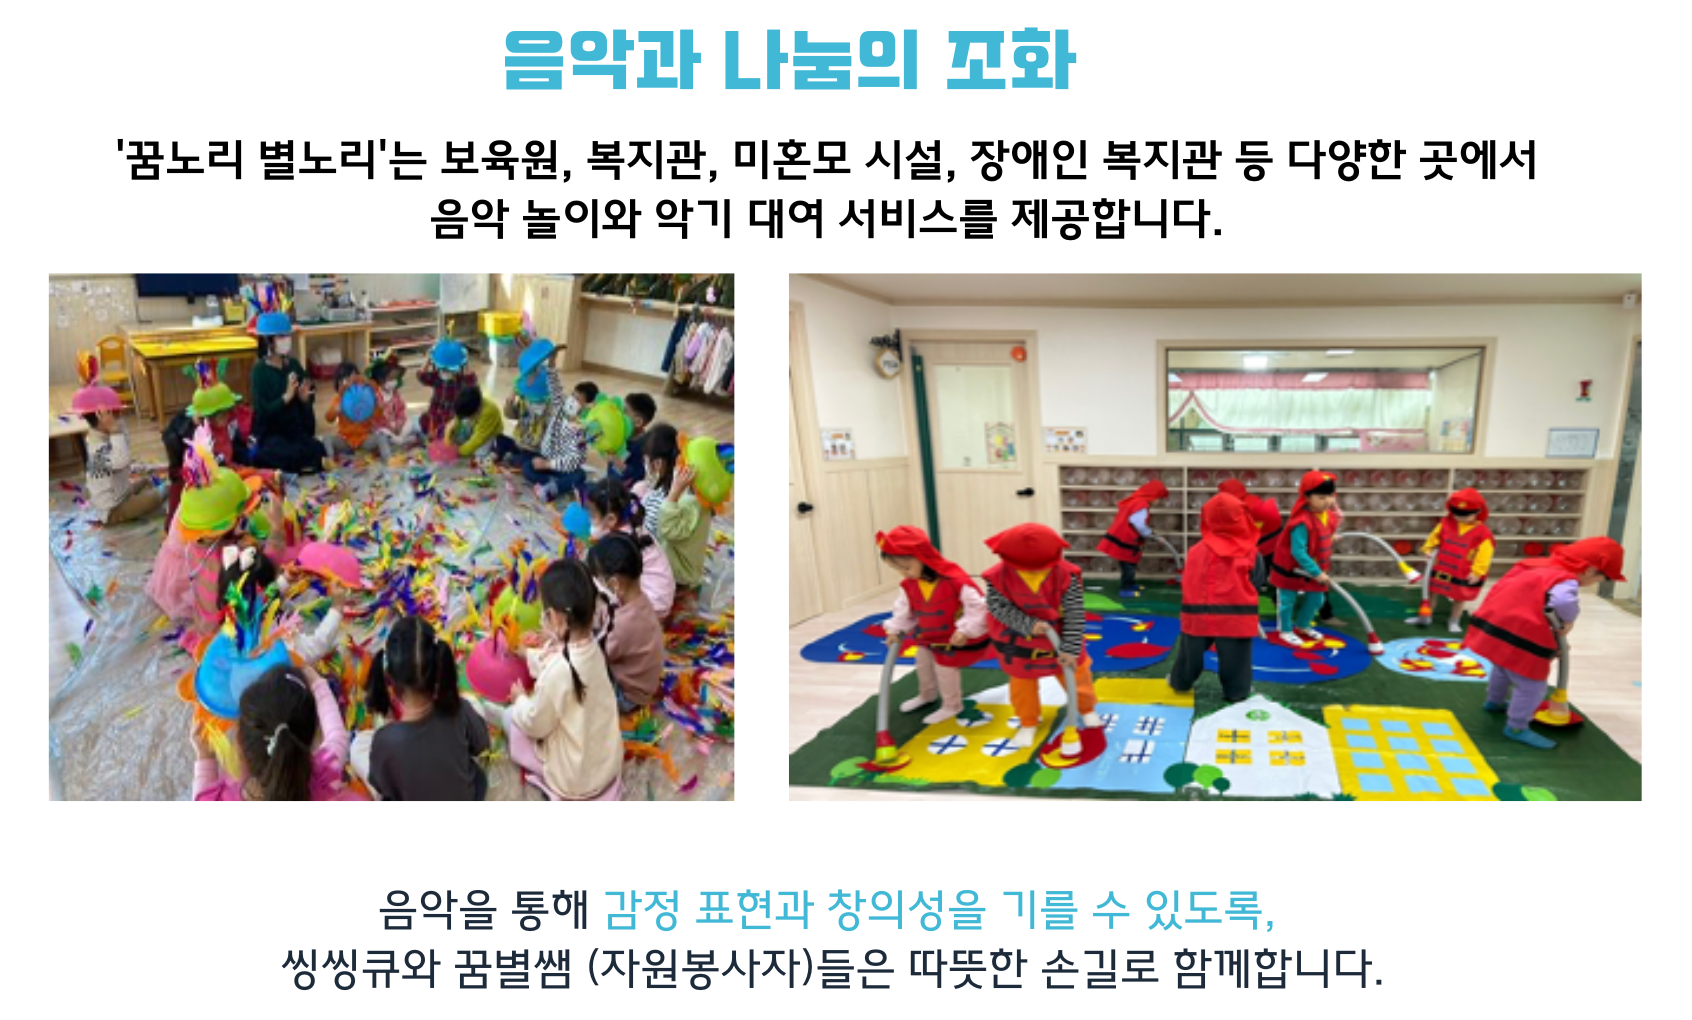 음악과 나눔의 조화
'꿈노리 별노리'는 보육원, 복지관, 미혼모 시설, 장애인 복지관 등 다양한 곳에서
음악 놀이와 악기 대여 서비스를 제공합니다.
음악을 통해 감정 표현과 창의성을 기를 수 있도록,
씽씽큐와 꿈별쌤 (자원봉사자)들은 따뜻한 손길로 함께합니다.